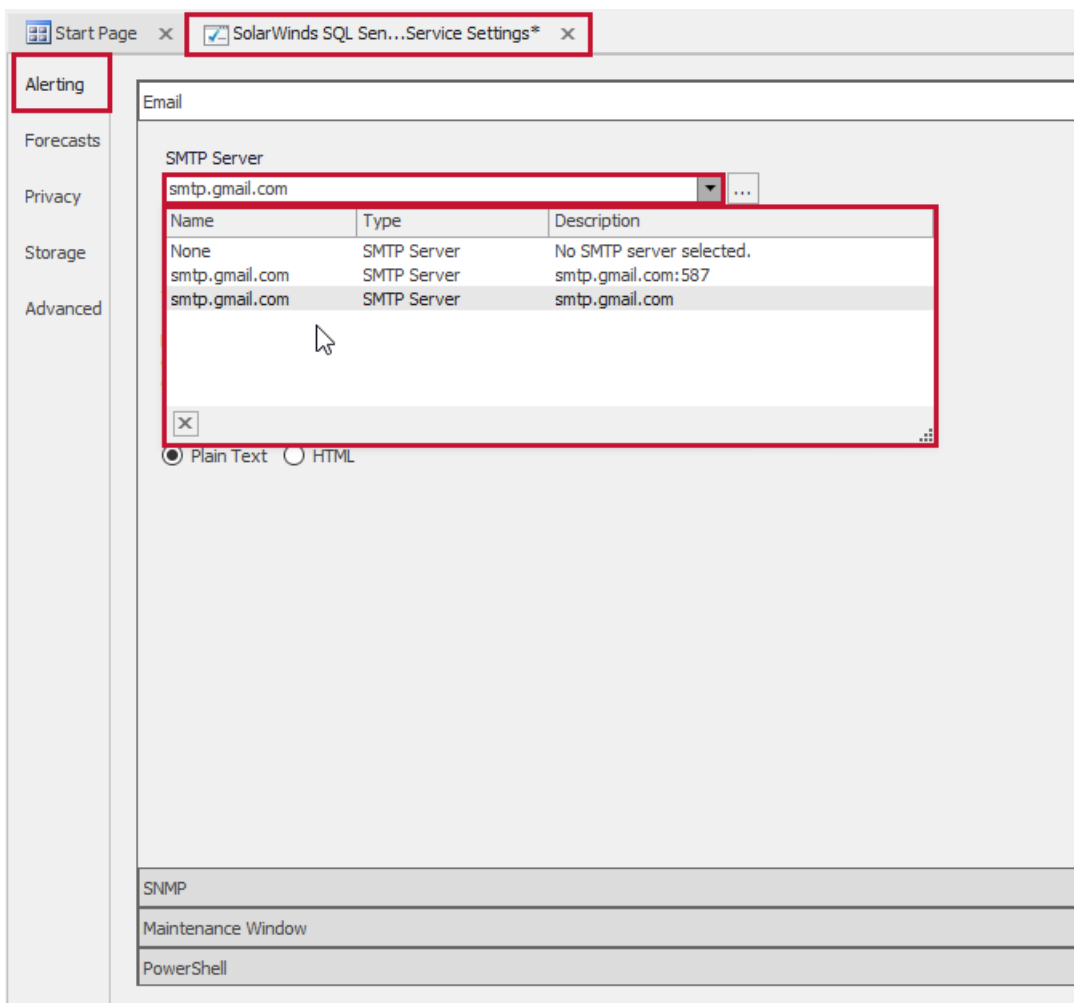 Start Page
SolarWinds SQL Sen...Service Settings*
Alerting
Forecasts
Privacy
Storage
Advanced
Email
SMTP Server
smtp.gmail.com ...
Name Type Description
None SMTP Server No SMTP server selected.
smtp.gmail.com SMTP Server smtp.gmail.com:587
smtp.gmail.com SMTP Server smtp.gmail.com
Plain Text HTML
SNMP
Maintenance Window
PowerShell